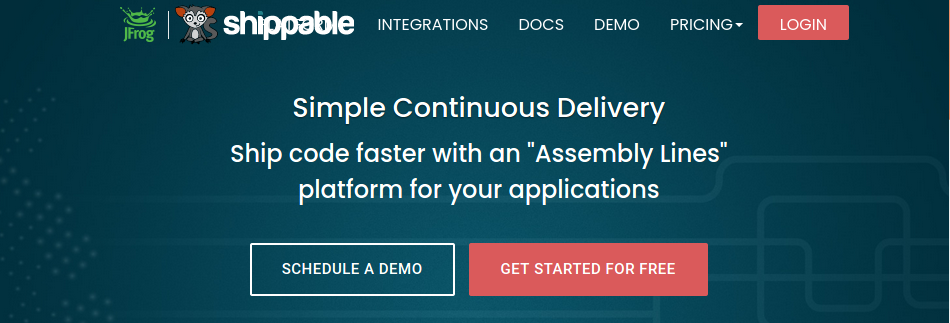 JFrog
shippable
INTEGRATIONS
DOCS
DEMO
PRICING
LOGIN
Simple Continuous Delivery
Ship code faster with an "Assembly Lines"
platform for your applications
SCHEDULE A DEMO
GET STARTED FOR FREE